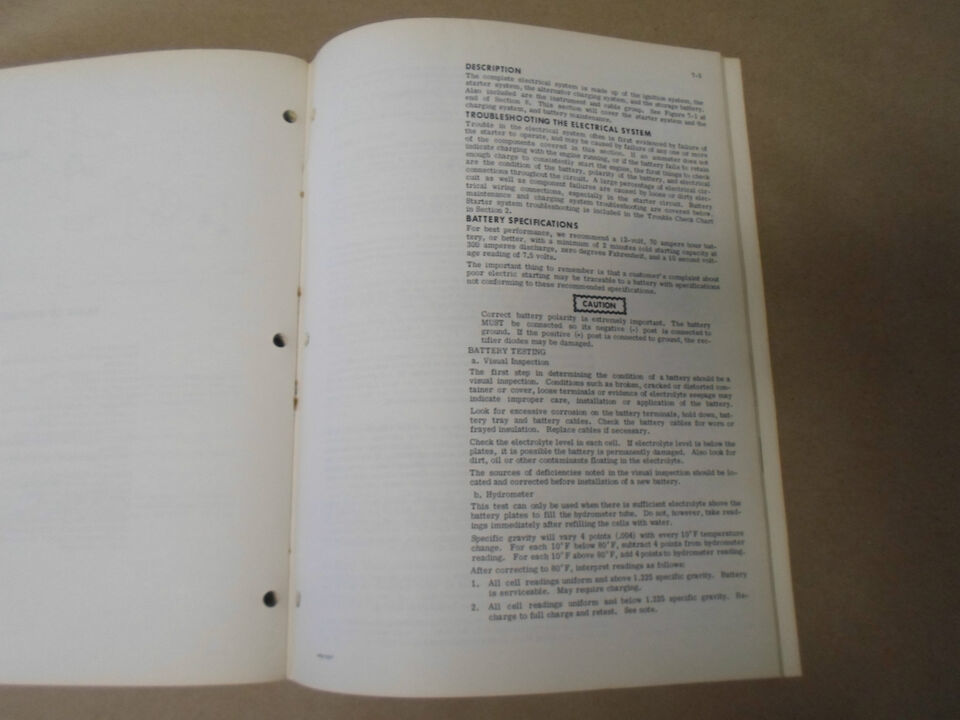 7-1
DESCRIPTION
The complete electrical system is made up of the ignition system, the
starter system, the alternator charging system, and the storage battery.
Also included are the instrument and cable group. See Figure 7-1 at
end of Section 8. This section will cover the starter system and the
charging system, and battery maintenance.
TROUBLESHOOTING THE ELECTRICAL SYSTEM
Trouble in the electrical system often is first evidenced by failure of
the starter to operate, and may be caused by failure of any one or more
of the components covered in this section. If an ammeter does not
indicate charging with the engine running, or if the battery fails to retain
enough charge to consistently start the engine, the first things to check
are the condition of the battery, polarity of the battery, and electrical
connections throughout the circuit. A large percentage of electrical cir-
cuit as well as component failures are caused by loose or dirty elec-
trical wiring connections, especially in the starter circuit. Battery
maintenance and charging system troubleshooting are covered below.
Starter system troubleshooting is included in the Trouble Check Chart
in Section 2.
BATTERY SPECIFICATIONS
For best performance, we recommend a 12-volt, 70 ampere hour bat-
tery, or better, with a minimum of 2 minutes cold starting capacity at
300 amperes discharge, zero degrees Fahrenheit, and a 10 second volt-
age reading of 7.5 volts.
The important thing to remember is that a customer's complaint about
poor electric starting may be traceable to a battery with specifications
not conforming to these recommended specifications.
CAUTION
Correct battery polarity is extremely important. The battery
MUST be connected so its negative (-) post is connected to
ground. If the positive (+) post is connected to ground, the rec-
tifier diodes may be damaged.
BATTERY TESTING
a. Visual Inspection
The first step in determining the condition of a battery should be a
visual inspection. Conditions such as broken, cracked or distorted con-
tainer or cover, loose terminals or evidence of electrolyte seepage may
indicate improper care, installation or application of the battery.
Look for excessive corrosion on the battery terminals, hold down, bat-
tery tray and battery cables. Check the battery cables for worn or
frayed insulation. Replace cables if necessary.
Check the electrolyte level in each cell. If electrolyte level is below the
plates, it is possible the battery is permanently damaged. Also look for
dirt, oil or other contaminants floating in the electrolyte.
The sources of deficiencies noted in the visual inspection should be lo-
cated and corrected before installation of a new battery.
b. Hydrometer
This test can only be used when there is sufficient electrolyte above the
battery plates to fill the hydrometer tube. Do not, however, take read-
ings immediately after refilling the cells with water.
Specific gravity will vary 4 points (.004) with every 10°F temperature
change. For each 10°F below 80°F, subtract 4 points from hydrometer
reading. For each 10°F above 80°F, add 4 points to hydrometer reading.
After correcting to 80°F, interpret readings as follows:
1. All cell readings uniform and above 1.225 specific gravity. Battery
is serviceable. May require charging.
2. All cell readings uniform and below 1.225 specific gravity. Re-
charge to full charge and retest. See note.